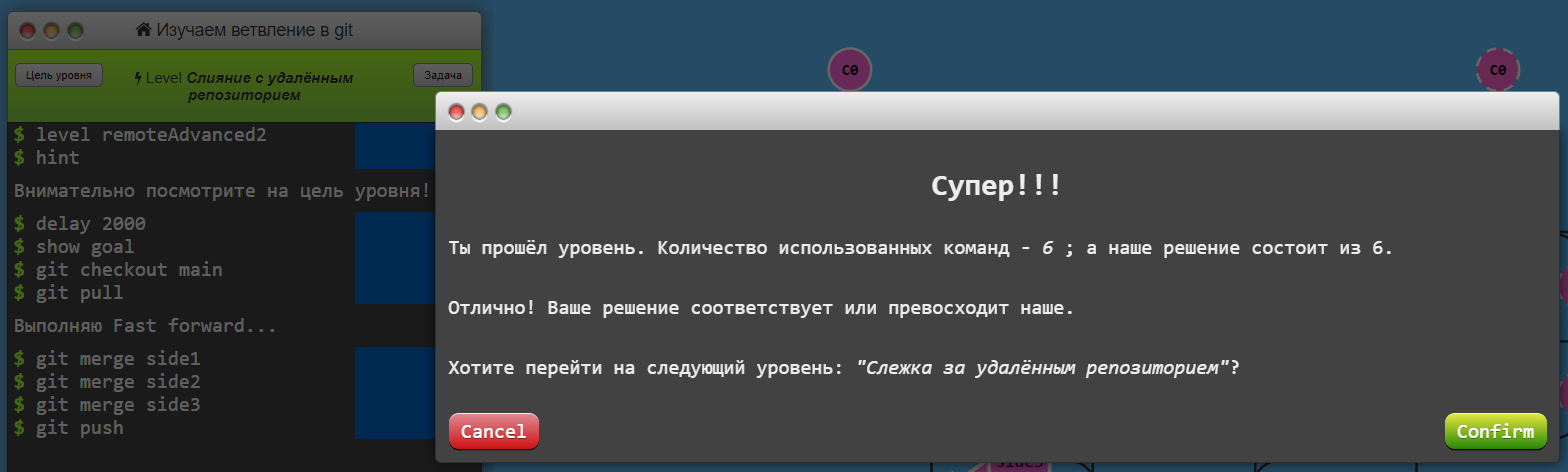 Изучаем ветвление в git
Цель уровня
Level Слияние с удалённым
репозиторием
Задача
C0
C0
$ level remoteAdvanced2
$ hint
Внимательно посмотрите на цель уровня!
$ delay 2000
$ show goal
$ git checkout main
$ git pull
Выполняю Fast forward...
$ git merge side1
$ git merge side2
$ git merge side3
$ git push
Супер!!!
Ты прошёл уровень. Количество использованных команд - 6 ; а наше решение состоит из 6.
Отлично! Ваше решение соответствует или превосходит наше.
Хотите перейти на следующий уровень: "Слежка за удалённым репозиторием"?
Cancel
Confirm